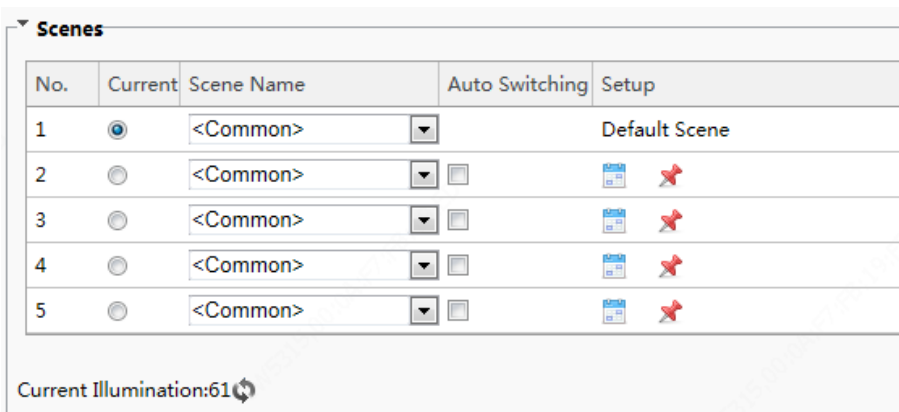 Scenes
No. Current Scene Name Auto Switching Setup
1 <Common> Default Scene
2 <Common>
3 <Common>
4 <Common>
5 <Common>
Current Illumination:61